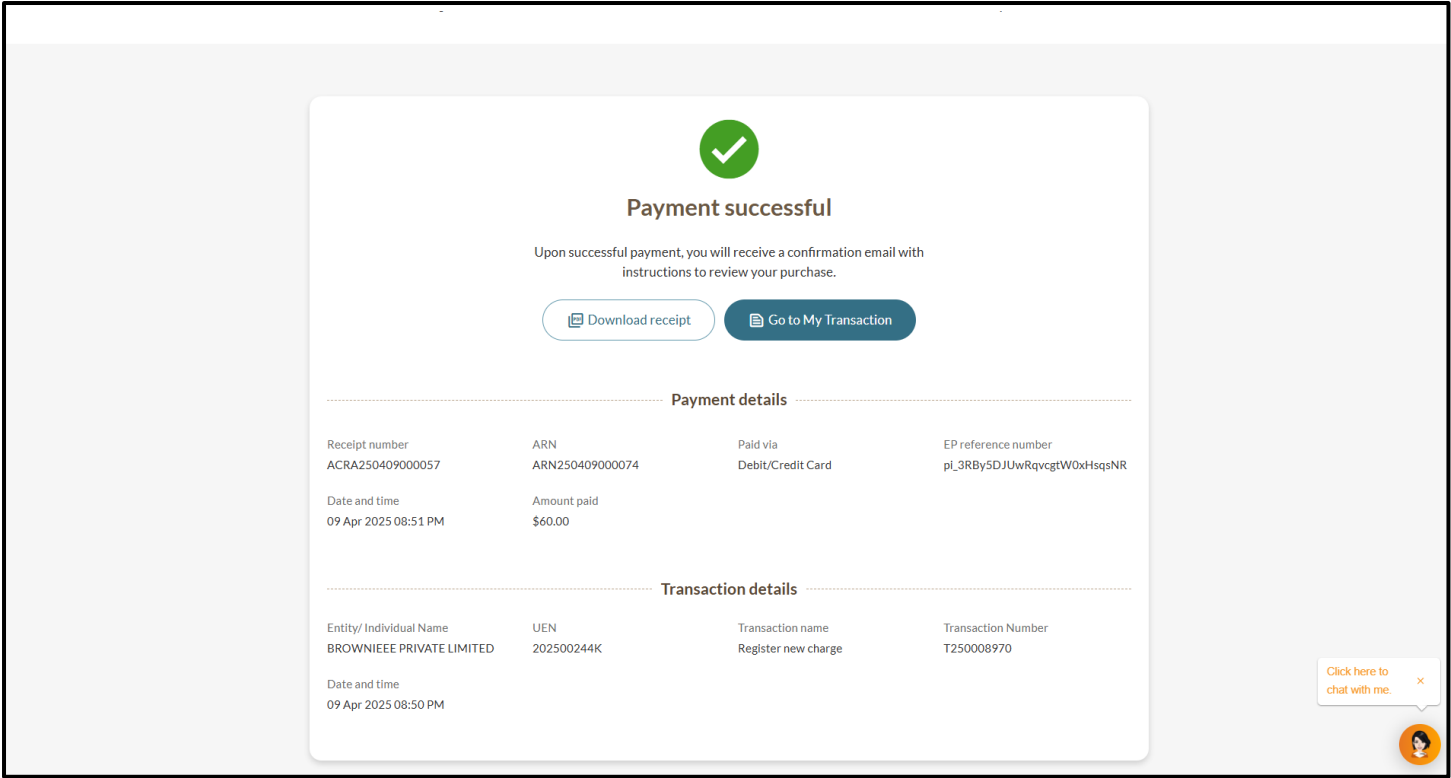 Payment successful
Upon successful payment, you will receive a confirmation email with
instructions to review your purchase.
Download receipt
Go to My Transaction
Payment details
Receipt number
ACRA250409000057
ARN
ARN250409000074
Paid via
Debit/Credit Card
EP reference number
pi_3RBy5DJUwRqvcgtW0xHsqsNR
Date and time
09 Apr 2025 08:51 PM
Amount paid
$60.00
Transaction details
Entity/ Individual Name
BROWNIEEE PRIVATE LIMITED
UEN
202500244K
Transaction name
Register new charge
Transaction Number
T250008970
Date and time
09 Apr 2025 08:50 PM
Click here to
chat with me.